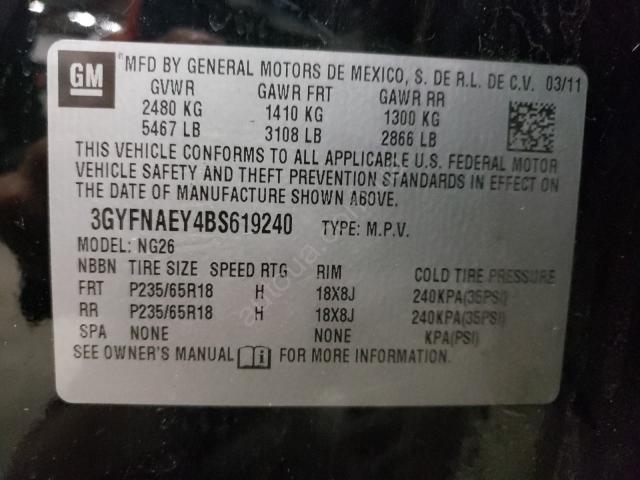 GM
MFD BY GENERAL MOTORS DE MEXICO, S. DE R.L. DE C.V. 03/11
GVWR GAWR FRT GAWR RR
2480 KG 1410 KG 1300 KG
5467 LB 3108 LB 2866 LB
THIS VEHICLE CONFORMS TO ALL APPLICABLE U.S. FEDERAL MOTOR
VEHICLE SAFETY AND THEFT PREVENTION STANDARDS IN EFFECT ON
THE DATE OF MANUFACTURE SHOWN ABOVE.
3GYFNAEY4BS619240 TYPE: M.P.V.
MODEL: NG26
NBBN TIRE SIZE SPEED RTG RIM COLD TIRE PRESSURE
FRT P235/65R18 H 18X8J 240KPA(35PSI)
RR P235/65R18 H 18X8J 240KPA(35PSI)
SPA NONE NONE KPA(PSI)
SEE OWNER'S MANUAL FOR MORE INFORMATION
autoua.com